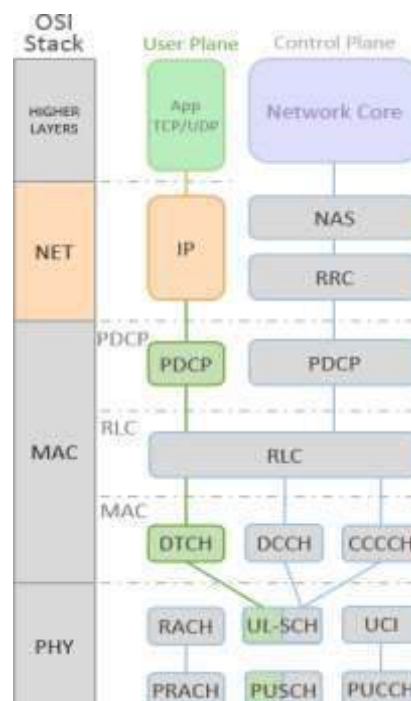 OSI
Stack
User Plane
Control Plane
HIGHER
LAYERS
App
TCP/UDP
Network Core
NET
IP
NAS
RRC
PDCP
PDCP
PDCP
MAC
RLC
RLC
MAC
DTCH
DCCH
CCCCH
PHY
RACH
UL-SCH
UCI
PRACH
PUSCH
PUCCH